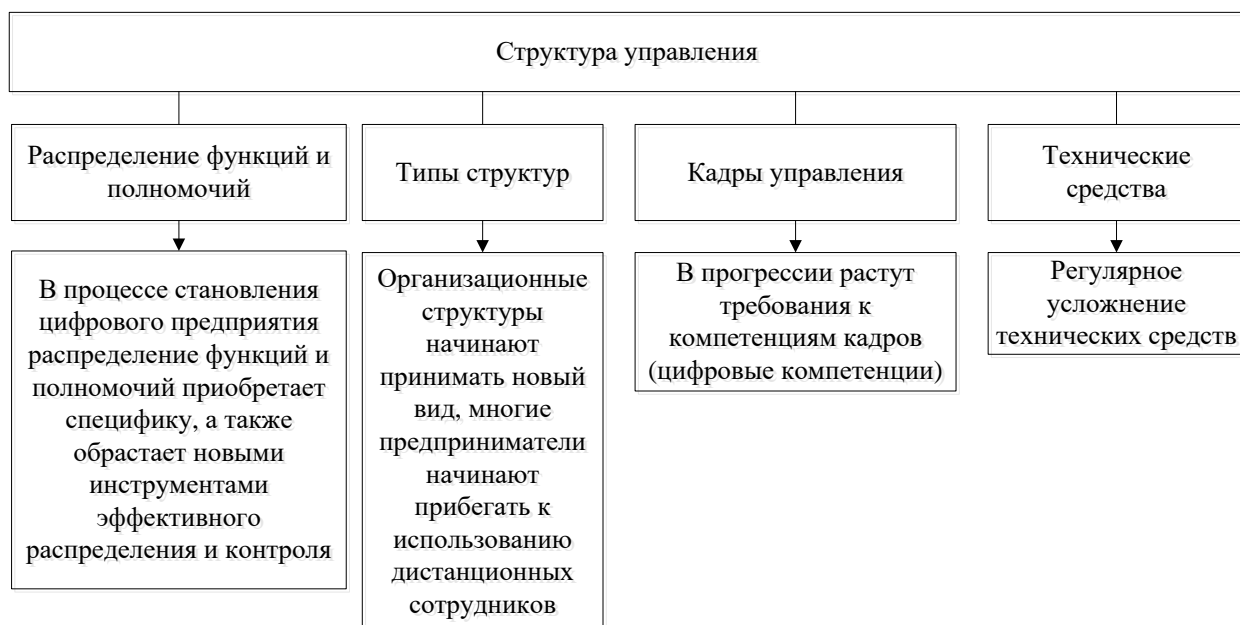 Структура управления
Распределение функций и
полномочий
Типы структур
Кадры управления
Технические
средства
В процессе становления
цифрового предприятия
распределение функций и
полномочий приобретает
специфику, а также
обрастает новыми
инструментами
эффективного
распределения и контроля
Организационные
структуры
начинают
принимать новый
вид, многие
предприниматели
начинают
прибегать к
использованию
дистанционных
сотрудников
В прогрессии растут
требования к
компетенциям кадров
(цифровые компетенции)
Регулярное
усложнение
технических средств